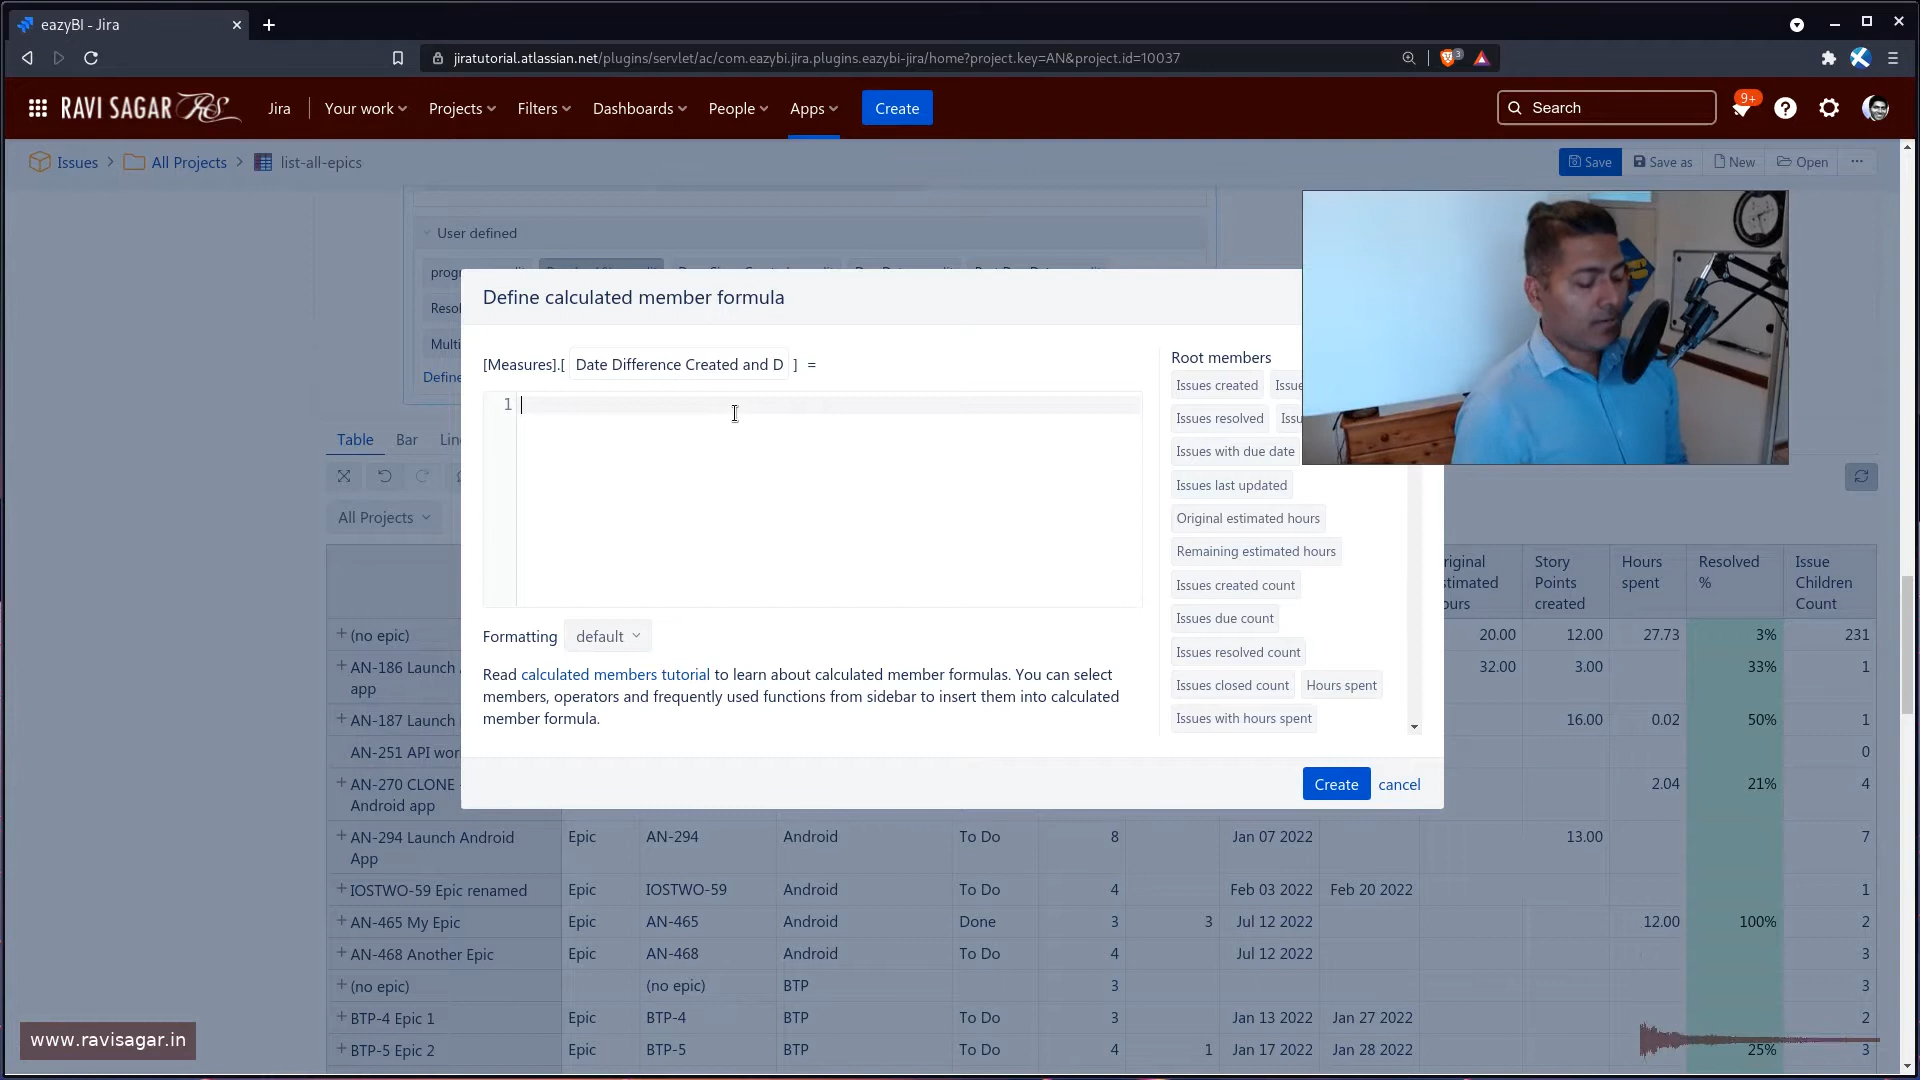 eazyBI - Jira
jiratutorial.atlassian.net/plugins/servlet/ac/com.eazybi.jira.plugins.eazybi-jira/home?project.key=AN&project.id=10037
3
RAVI SAGAR RS
Jira
Your work
Projects
Filters
Dashboards
People
Apps
Create
Search
9+
Issues > All Projects > list-all-epics
Save
Save as
New
Open
User defined
Define calculated member formula
[Measures].[ Date Difference Created and D ] =
1
Formatting default
Read calculated members tutorial to learn about calculated member formulas. You can select
members, operators and frequently used functions from sidebar to insert them into calculated
member formula.
Root members
Issues created
Issues resolved
Issues with due date
Issues last updated
Original estimated hours
Remaining estimated hours
Issues created count
Issues due count
Issues resolved count
Issues closed count Hours spent
Issues with hours spent
Create cancel
Table Bar
All Projects
Story Points created
Hours spent
Resolved %
Issue Children Count
(no epic) 20.00 12.00 27.73 3% 231
AN-186 Launch 32.00 3.00 33% 1
app
AN-187 Launch 16.00 0.02 50% 1
AN-251 API 0
AN-270 CLONE - 2.04 21% 4
Android app
AN-294 Launch Android App Epic AN-294 Android To Do 8 Jan 07 2022 13.00 7
IOSTWO-59 Epic renamed Epic IOSTWO-59 Android To Do 4 Feb 03 2022 Feb 20 2022 1
AN-465 My Epic Epic AN-465 Android Done 3 3 Jul 12 2022 12.00 100% 2
AN-468 Another Epic Epic AN-468 Android To Do 4 Jul 12 2022 3
(no epic) (no epic) BTP 3 3
BTP-4 Epic 1 Epic BTP-4 BTP To Do 3 Jan 13 2022 Jan 27 2022 2
BTP-5 Epic 2 Epic BTP-5 BTP To Do 4 1 Jan 17 2022 Jan 28 2022 25% 3
www.ravisagar.in